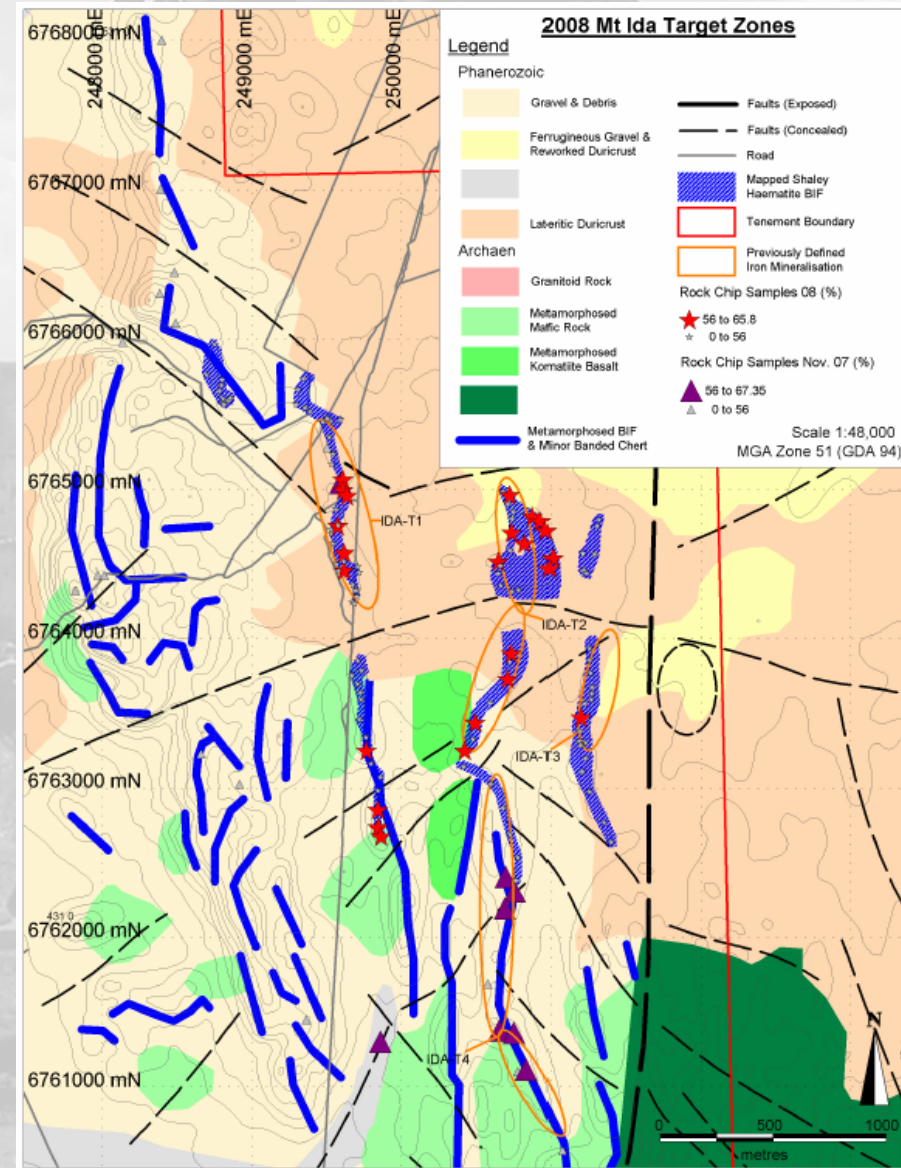 2008 Mt Ida Target Zones
Legend
Phanerozoic
Gravel & Debris
Ferrugineous Gravel &
Reworked Duricrust
Lateritic Duricrust
Archaen
Granitoid Rock
Metamorphosed
Maffic Rock
Metamorphosed
Komatiite Basalt
Metamorphosed BIF
& Minor Banded Chert
Faults (Exposed)
Faults (Concealed)
Road
Mapped Shaley
Haematite BIF
Tenement Boundary
Previously Defined
Iron Mineralisation
Rock Chip Samples 08 (%)
56 to 65.8
0 to 56
Rock Chip Samples Nov. 07 (%)
56 to 67.35
0 to 56
Scale 1:48,000
MGA Zone 51 (GDA 94)
248000 mE
249000 mE
250000 mE
6768000 mN
6767000 mN
6766000 mN
6765000 mN
IDA-T1
6764000 mN
IDA-T2
IDA-T3
6763000 mN
431 0
6762000 mN
IDA-T4
6761000 mN
N
0 500 1000
metres